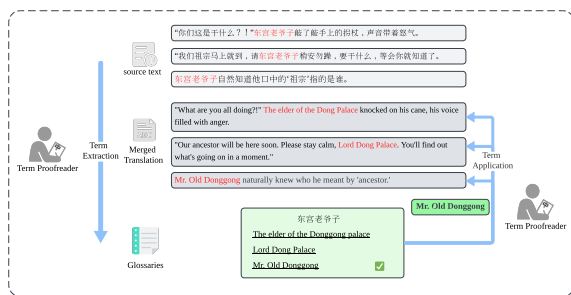 “你们这是干什么？！”东宫老爷子敲了敲手上的拐杖，声音带着怒气。
“我们祖宗马上就到，请东宫老爷子稍安勿躁，要干什么，等会你就知道了。
东宫老爷子自然知道他口中的“祖宗”指的是谁。
source text
"What are you all doing?!" The elder of the Dong Palace knocked on his cane, his voice
filled with anger.
Merged
Translation
"Our ancestor will be here soon. Please stay calm, Lord Dong Palace. You'll find out
what's going on in a moment."
Mr. Old Donggong naturally knew who he meant by 'ancestor.'
Term
Extraction
Term Proofreader
Term
Application
Mr. Old Donggong
Term Proofreader
东宫老爷子
The elder of the Donggong palace
Lord Dong Palace
Mr. Old Donggong
Glossaries